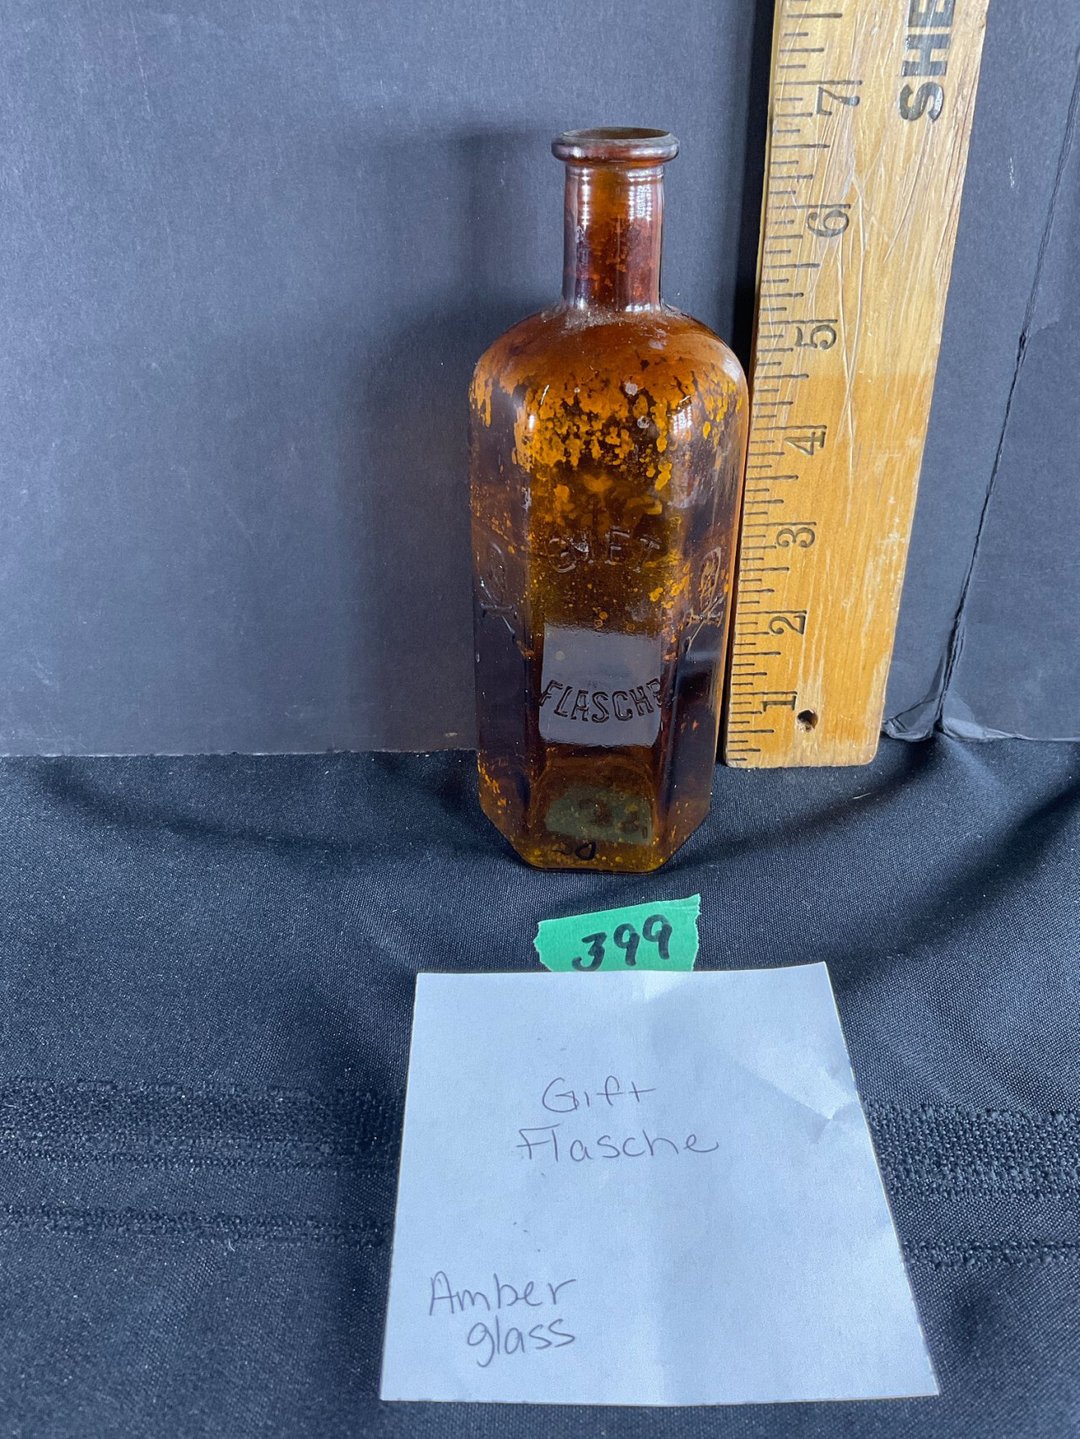 SHE
7
6
5
4
3
2
1
GIFT
FLASCHE
399
Gift
Flasche
Amber
glass